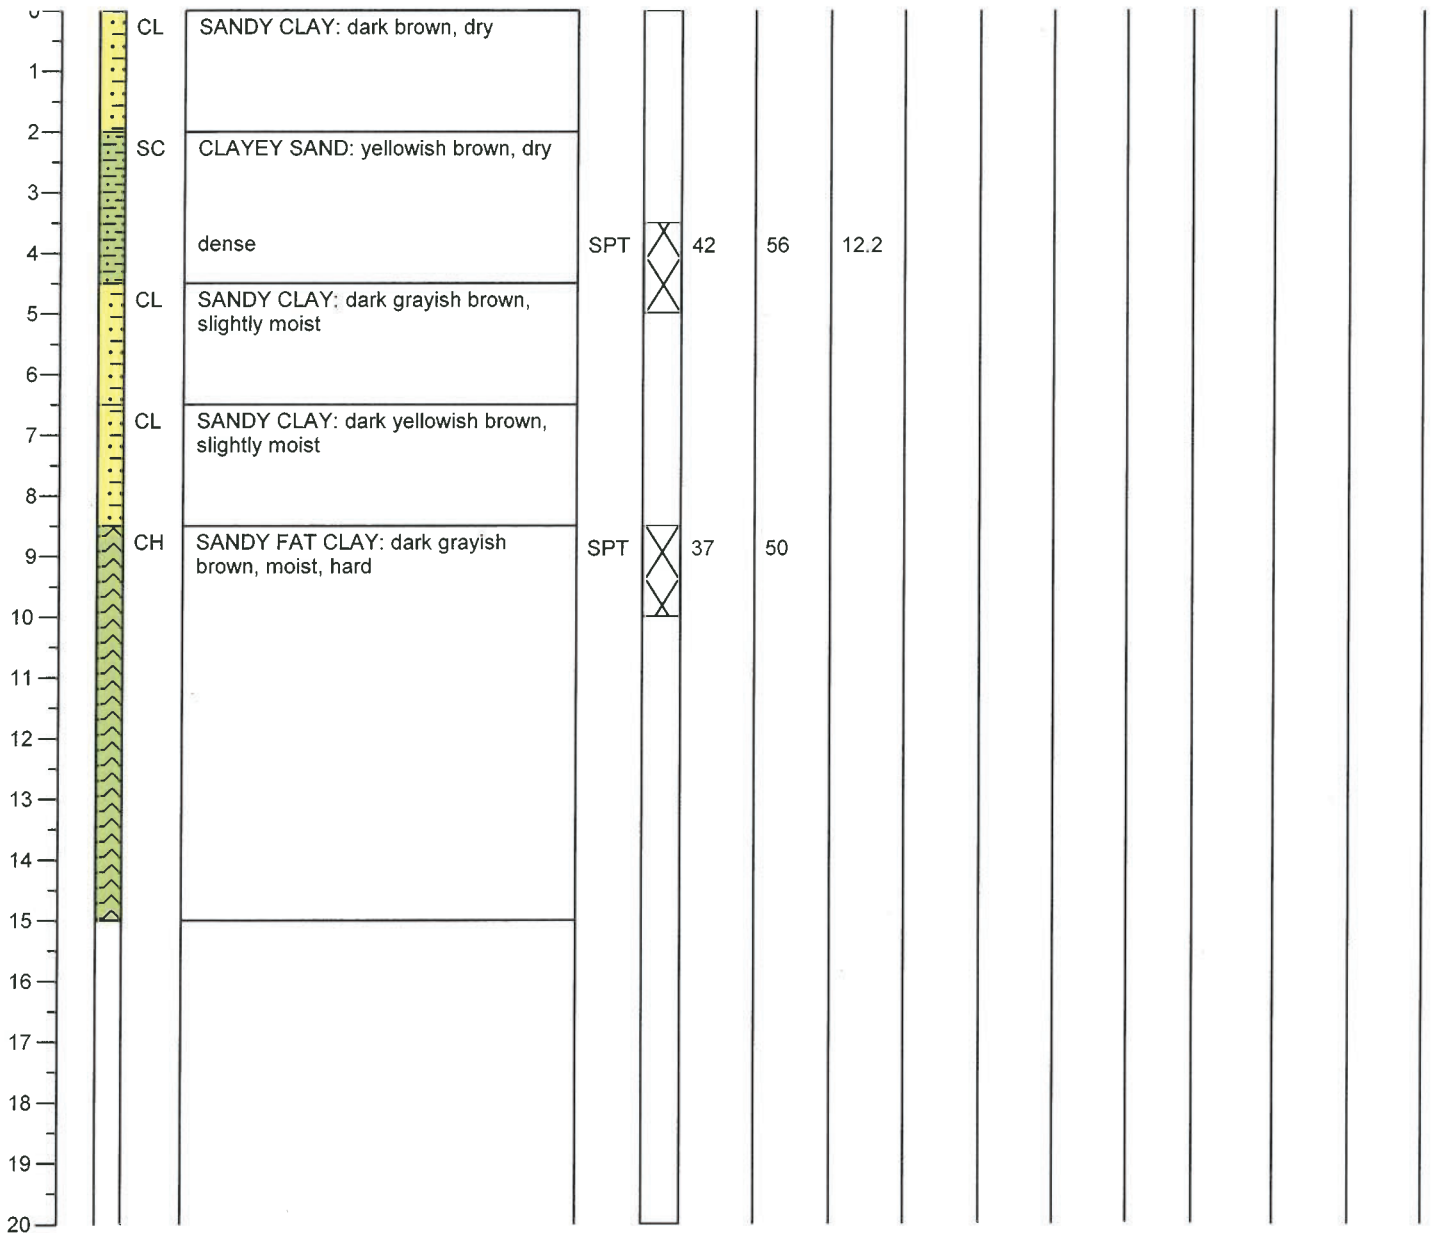 0
CL SANDY CLAY: dark brown, dry
1
2
SC CLAYEY SAND: yellowish brown, dry
3
dense SPT 42 56 12.2
4
CL SANDY CLAY: dark grayish brown,
slightly moist
5
6
CL SANDY CLAY: dark yellowish brown,
slightly moist
7
8
CH SANDY FAT CLAY: dark grayish
brown, moist, hard
SPT 37 50
9
10
11
12
13
14
15
16
17
18
19
20